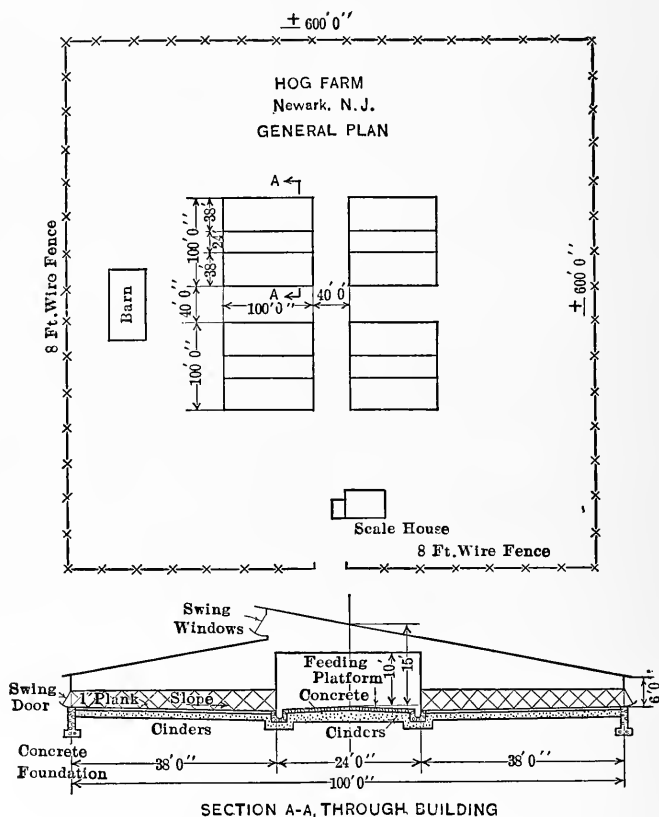 ± 600'0"
HOG FARM
Newark, N.J.
GENERAL PLAN
A
38'
24'
38'
100'0"
A
40'0"
100'0"
40'0'
100'0"
Barn
8 Ft. Wire Fence
± 600'0"
Scale House
8 Ft. Wire Fence
Swing
Windows
Feeding
Platform
Concrete
10'
15'
6'0"
Swing
Door
1" Plank
Slope
Cinders
Cinders
Concrete
Foundation
38'0"
24'0"
38'0"
100'0"
SECTION A-A, THROUGH BUILDING